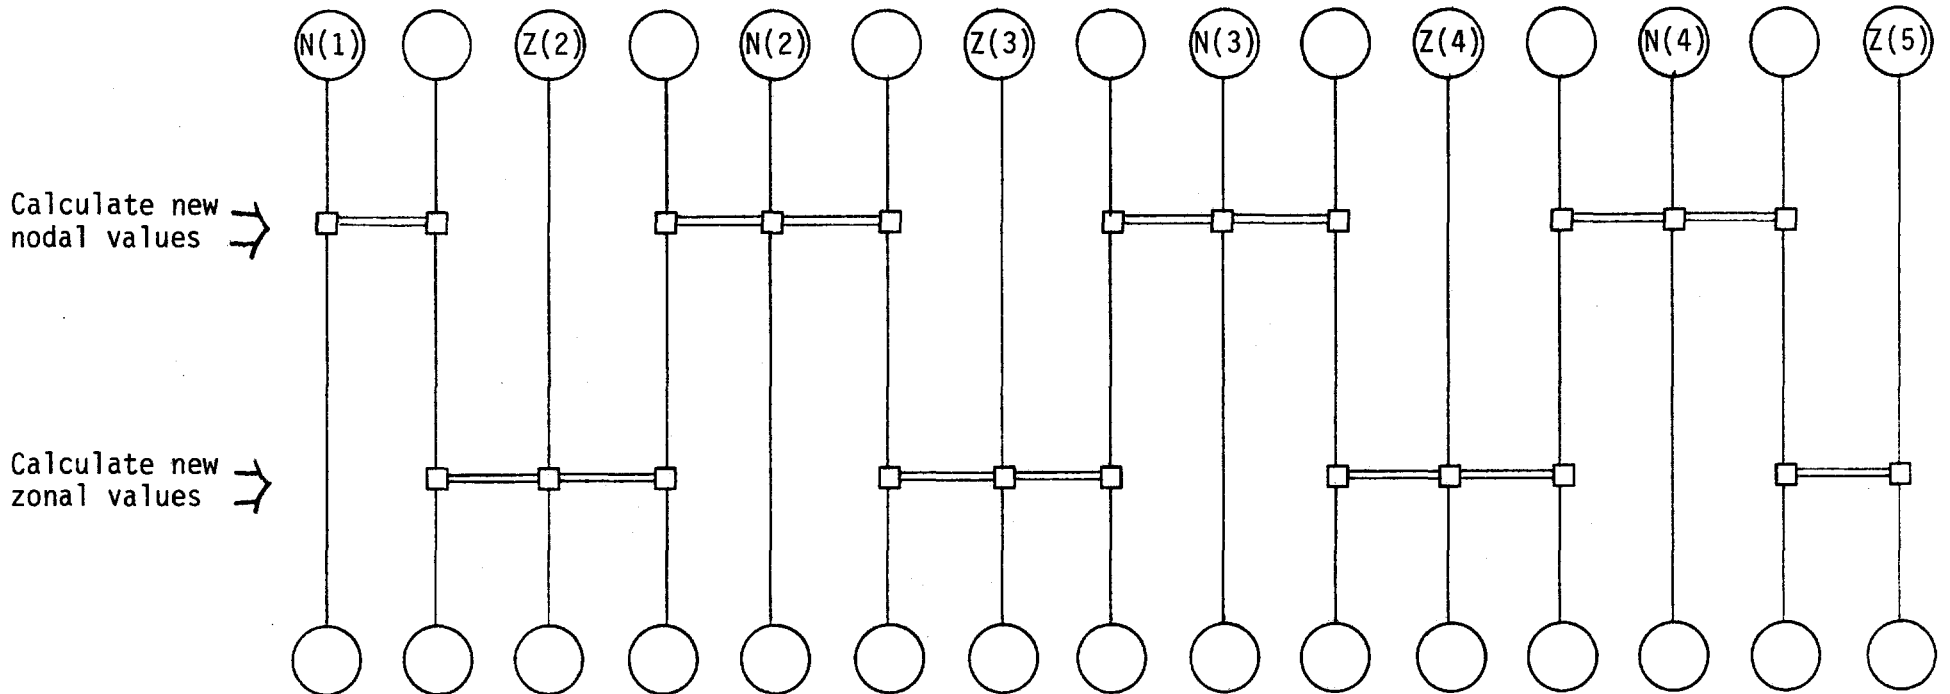 N(1) Z(2) N(2) Z(3) N(3) Z(4) N(4) Z(5)
Calculate new
nodal values
Calculate new
zonal values